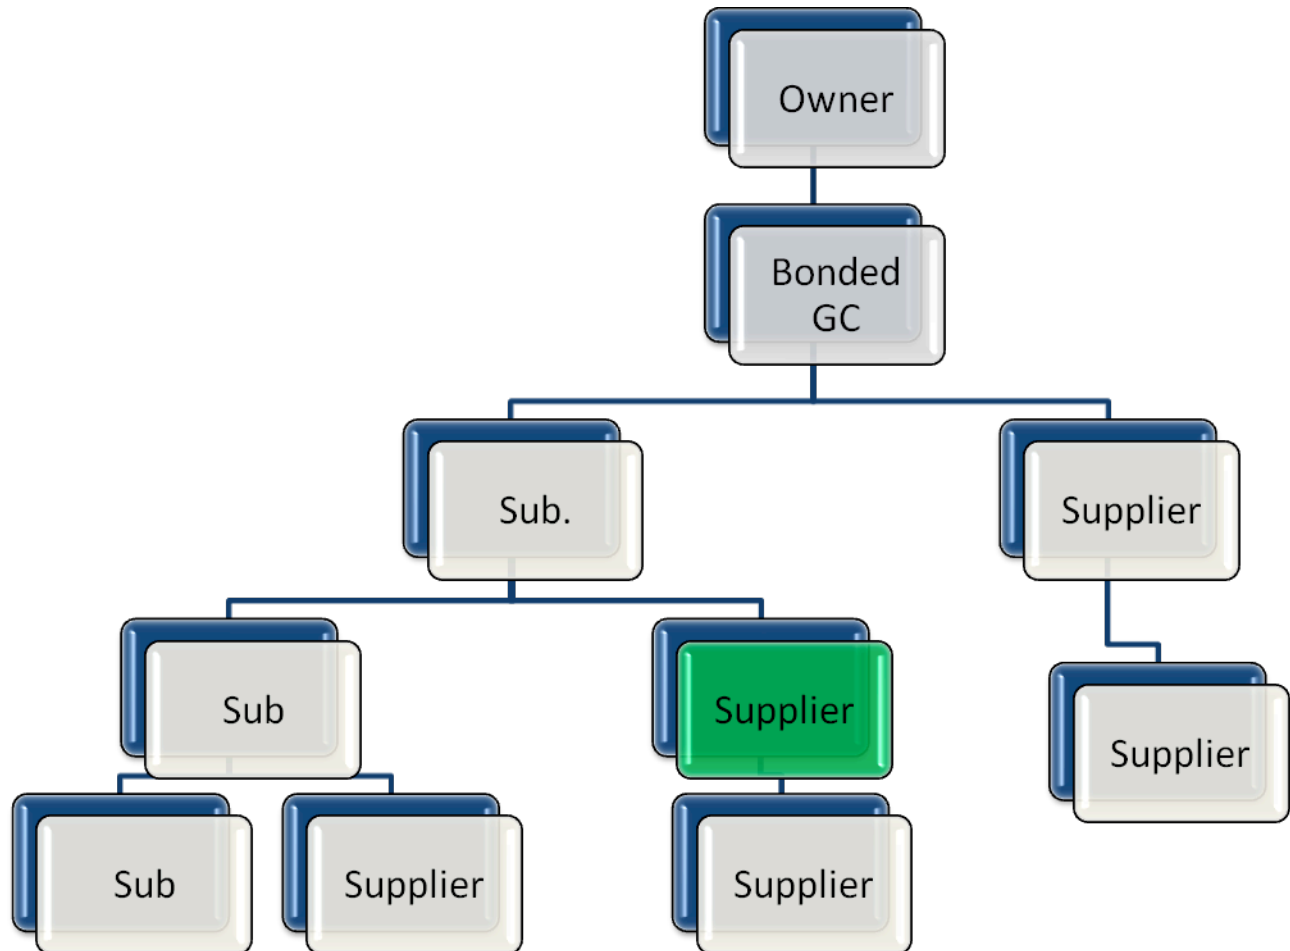 Owner
Bonded
GC
Sub.
Supplier
Sub
Supplier
Supplier
Sub
Supplier
Supplier